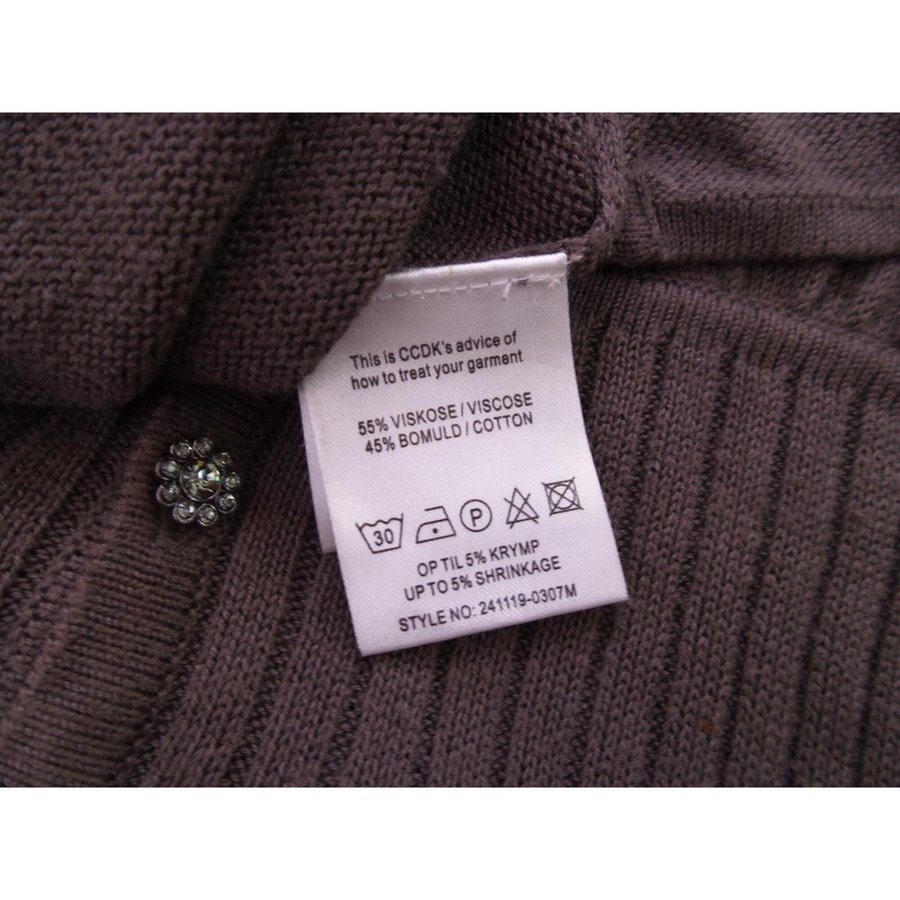 This is CCDK's advice of
how to treat your garment
55% VISKOSE / VISCOSE
45% BOMULD / COTTON
30 P
OP TIL 5% KRYMP
UP TO 5% SHRINKAGE
STYLE NO: 241119-0307M